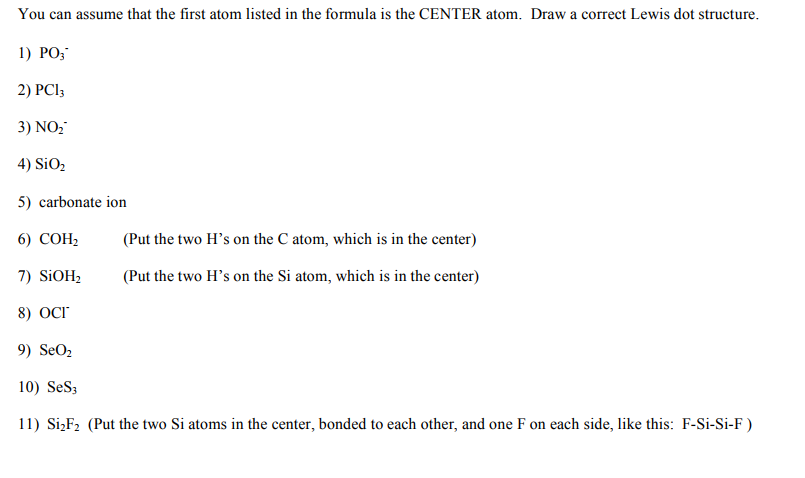 You can assume that the first atom listed in the formula is the CENTER atom. Draw a correct Lewis dot structure.
1) PO₃⁻
2) PCl₃
3) NO₂⁻
4) SiO₂
5) carbonate ion
6) COH₂ (Put the two H’s on the C atom, which is in the center)
7) SiOH₂ (Put the two H’s on the Si atom, which is in the center)
8) OCl⁻
9) SeO₂
10) SeS₃
11) Si₂F₂ (Put the two Si atoms in the center, bonded to each other, and one F on each side, like this: F-Si-Si-F )